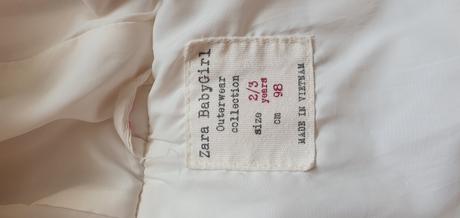 Zara BabyGirl
Outerwear
collection
size 2/3
years
cm 98
MADE IN VIETNAM